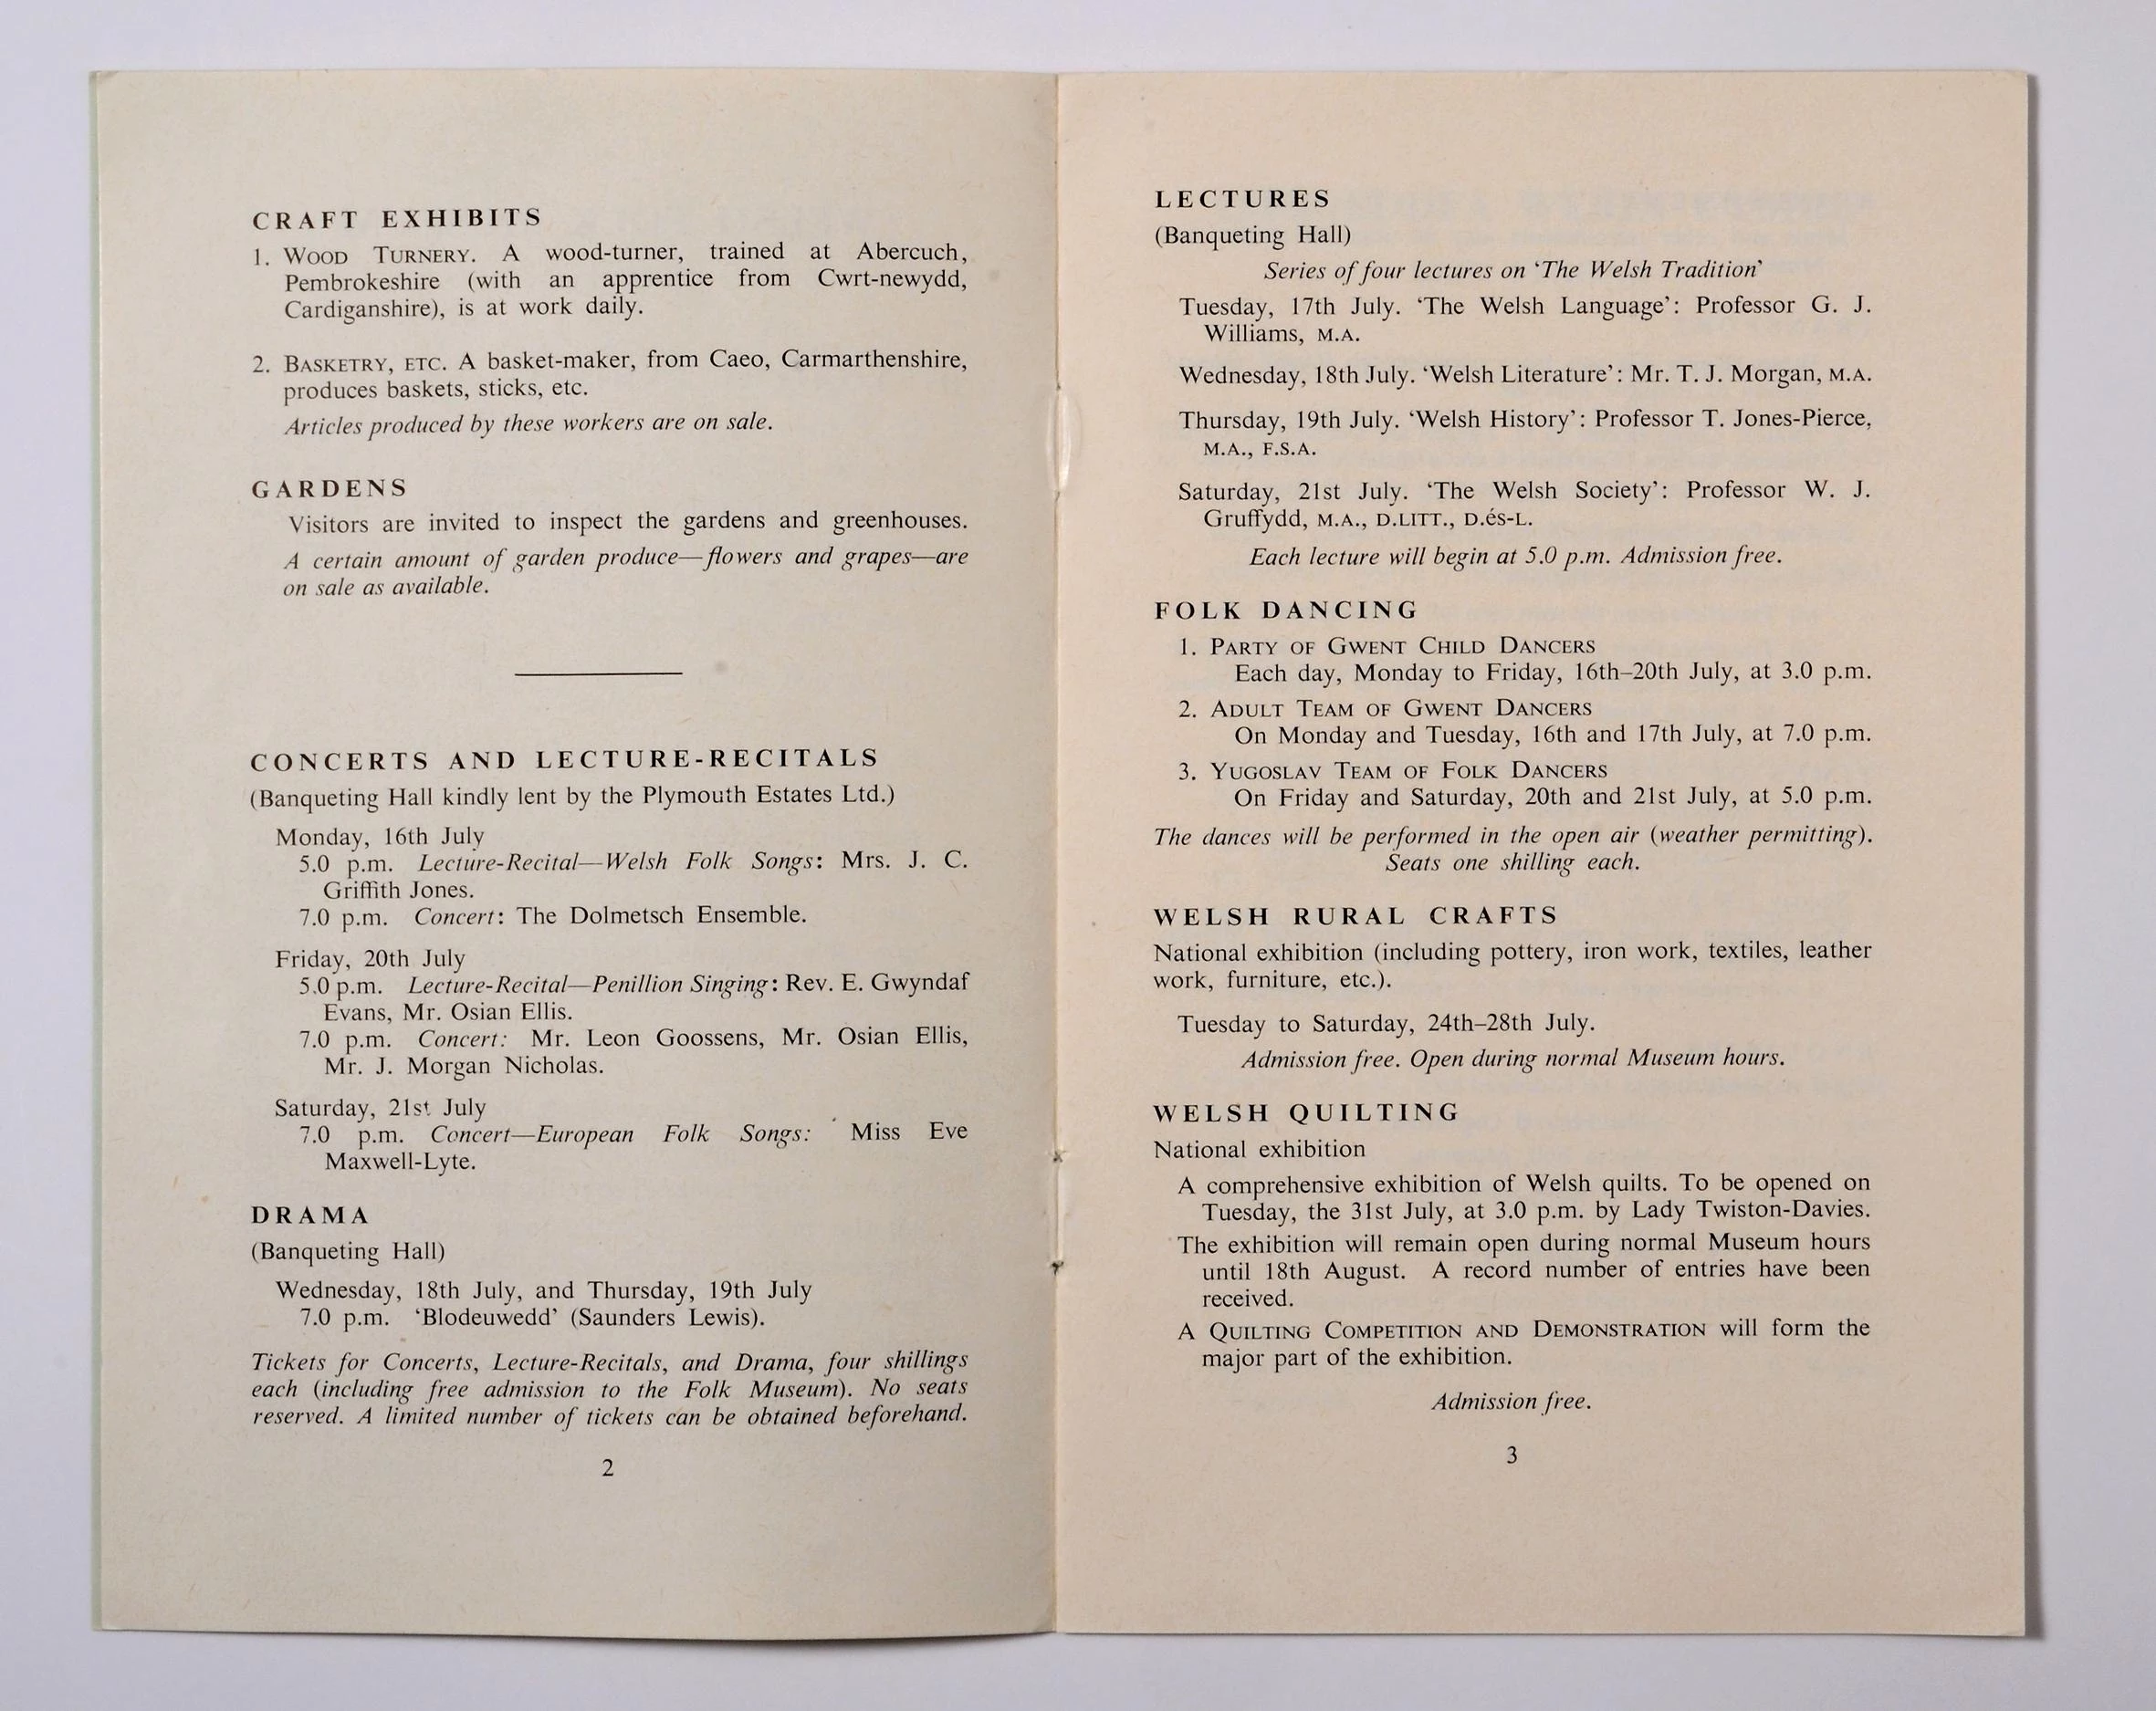 CRAFT EXHIBITS
1. WOOD TURNERY. A wood-turner, trained at Abercuch,
Pembrokeshire (with an apprentice from Cwrt-newydd,
Cardiganshire), is at work daily.
2. BASKETRY, ETC. A basket-maker, from Caeo, Carmarthenshire,
produces baskets, sticks, etc.
Articles produced by these workers are on sale.
GARDENS
Visitors are invited to inspect the gardens and greenhouses.
A certain amount of garden produce—flowers and grapes—are
on sale as available.
CONCERTS AND LECTURE-RECITALS
(Banqueting Hall kindly lent by the Plymouth Estates Ltd.)
Monday, 16th July
5.0 p.m. Lecture-Recital—Welsh Folk Songs: Mrs. J. C.
Griffith Jones.
7.0 p.m. Concert: The Dolmetsch Ensemble.
Friday, 20th July
5.0 p.m. Lecture-Recital—Penillion Singing: Rev. E. Gwyndaf
Evans, Mr. Osian Ellis.
7.0 p.m. Concert: Mr. Leon Goossens, Mr. Osian Ellis,
Mr. J. Morgan Nicholas.
Saturday, 21st July
7.0 p.m. Concert—European Folk Songs: Miss Eve
Maxwell-Lyte.
DRAMA
(Banqueting Hall)
Wednesday, 18th July, and Thursday, 19th July
7.0 p.m. ‘Blodeuwedd’ (Saunders Lewis).
Tickets for Concerts, Lecture-Recitals, and Drama, four shillings
each (including free admission to the Folk Museum). No seats
reserved. A limited number of tickets can be obtained beforehand.
2
LECTURES
(Banqueting Hall)
Series of four lectures on ‘The Welsh Tradition’
Tuesday, 17th July. ‘The Welsh Language’: Professor G. J.
Williams, M.A.
Wednesday, 18th July. ‘Welsh Literature’: Mr. T. J. Morgan, M.A.
Thursday, 19th July. ‘Welsh History’: Professor T. Jones-Pierce,
M.A., F.S.A.
Saturday, 21st July. ‘The Welsh Society’: Professor W. J.
Gruffydd, M.A., D.LITT., D.éS-L.
Each lecture will begin at 5.0 p.m. Admission free.
FOLK DANCING
1. PARTY OF GWENT CHILD DANCERS
Each day, Monday to Friday, 16th–20th July, at 3.0 p.m.
2. ADULT TEAM OF GWENT DANCERS
On Monday and Tuesday, 16th and 17th July, at 7.0 p.m.
3. YUGOSLAV TEAM OF FOLK DANCERS
On Friday and Saturday, 20th and 21st July, at 5.0 p.m.
The dances will be performed in the open air (weather permitting).
Seats one shilling each.
WELSH RURAL CRAFTS
National exhibition (including pottery, iron work, textiles, leather
work, furniture, etc.).
Tuesday to Saturday, 24th–28th July.
Admission free. Open during normal Museum hours.
WELSH QUILTING
National exhibition
A comprehensive exhibition of Welsh quilts. To be opened on
Tuesday, the 31st July, at 3.0 p.m. by Lady Twiston-Davies.
The exhibition will remain open during normal Museum hours
until 18th August. A record number of entries have been
received.
A QUILTING COMPETITION AND DEMONSTRATION will form the
major part of the exhibition.
Admission free.
3